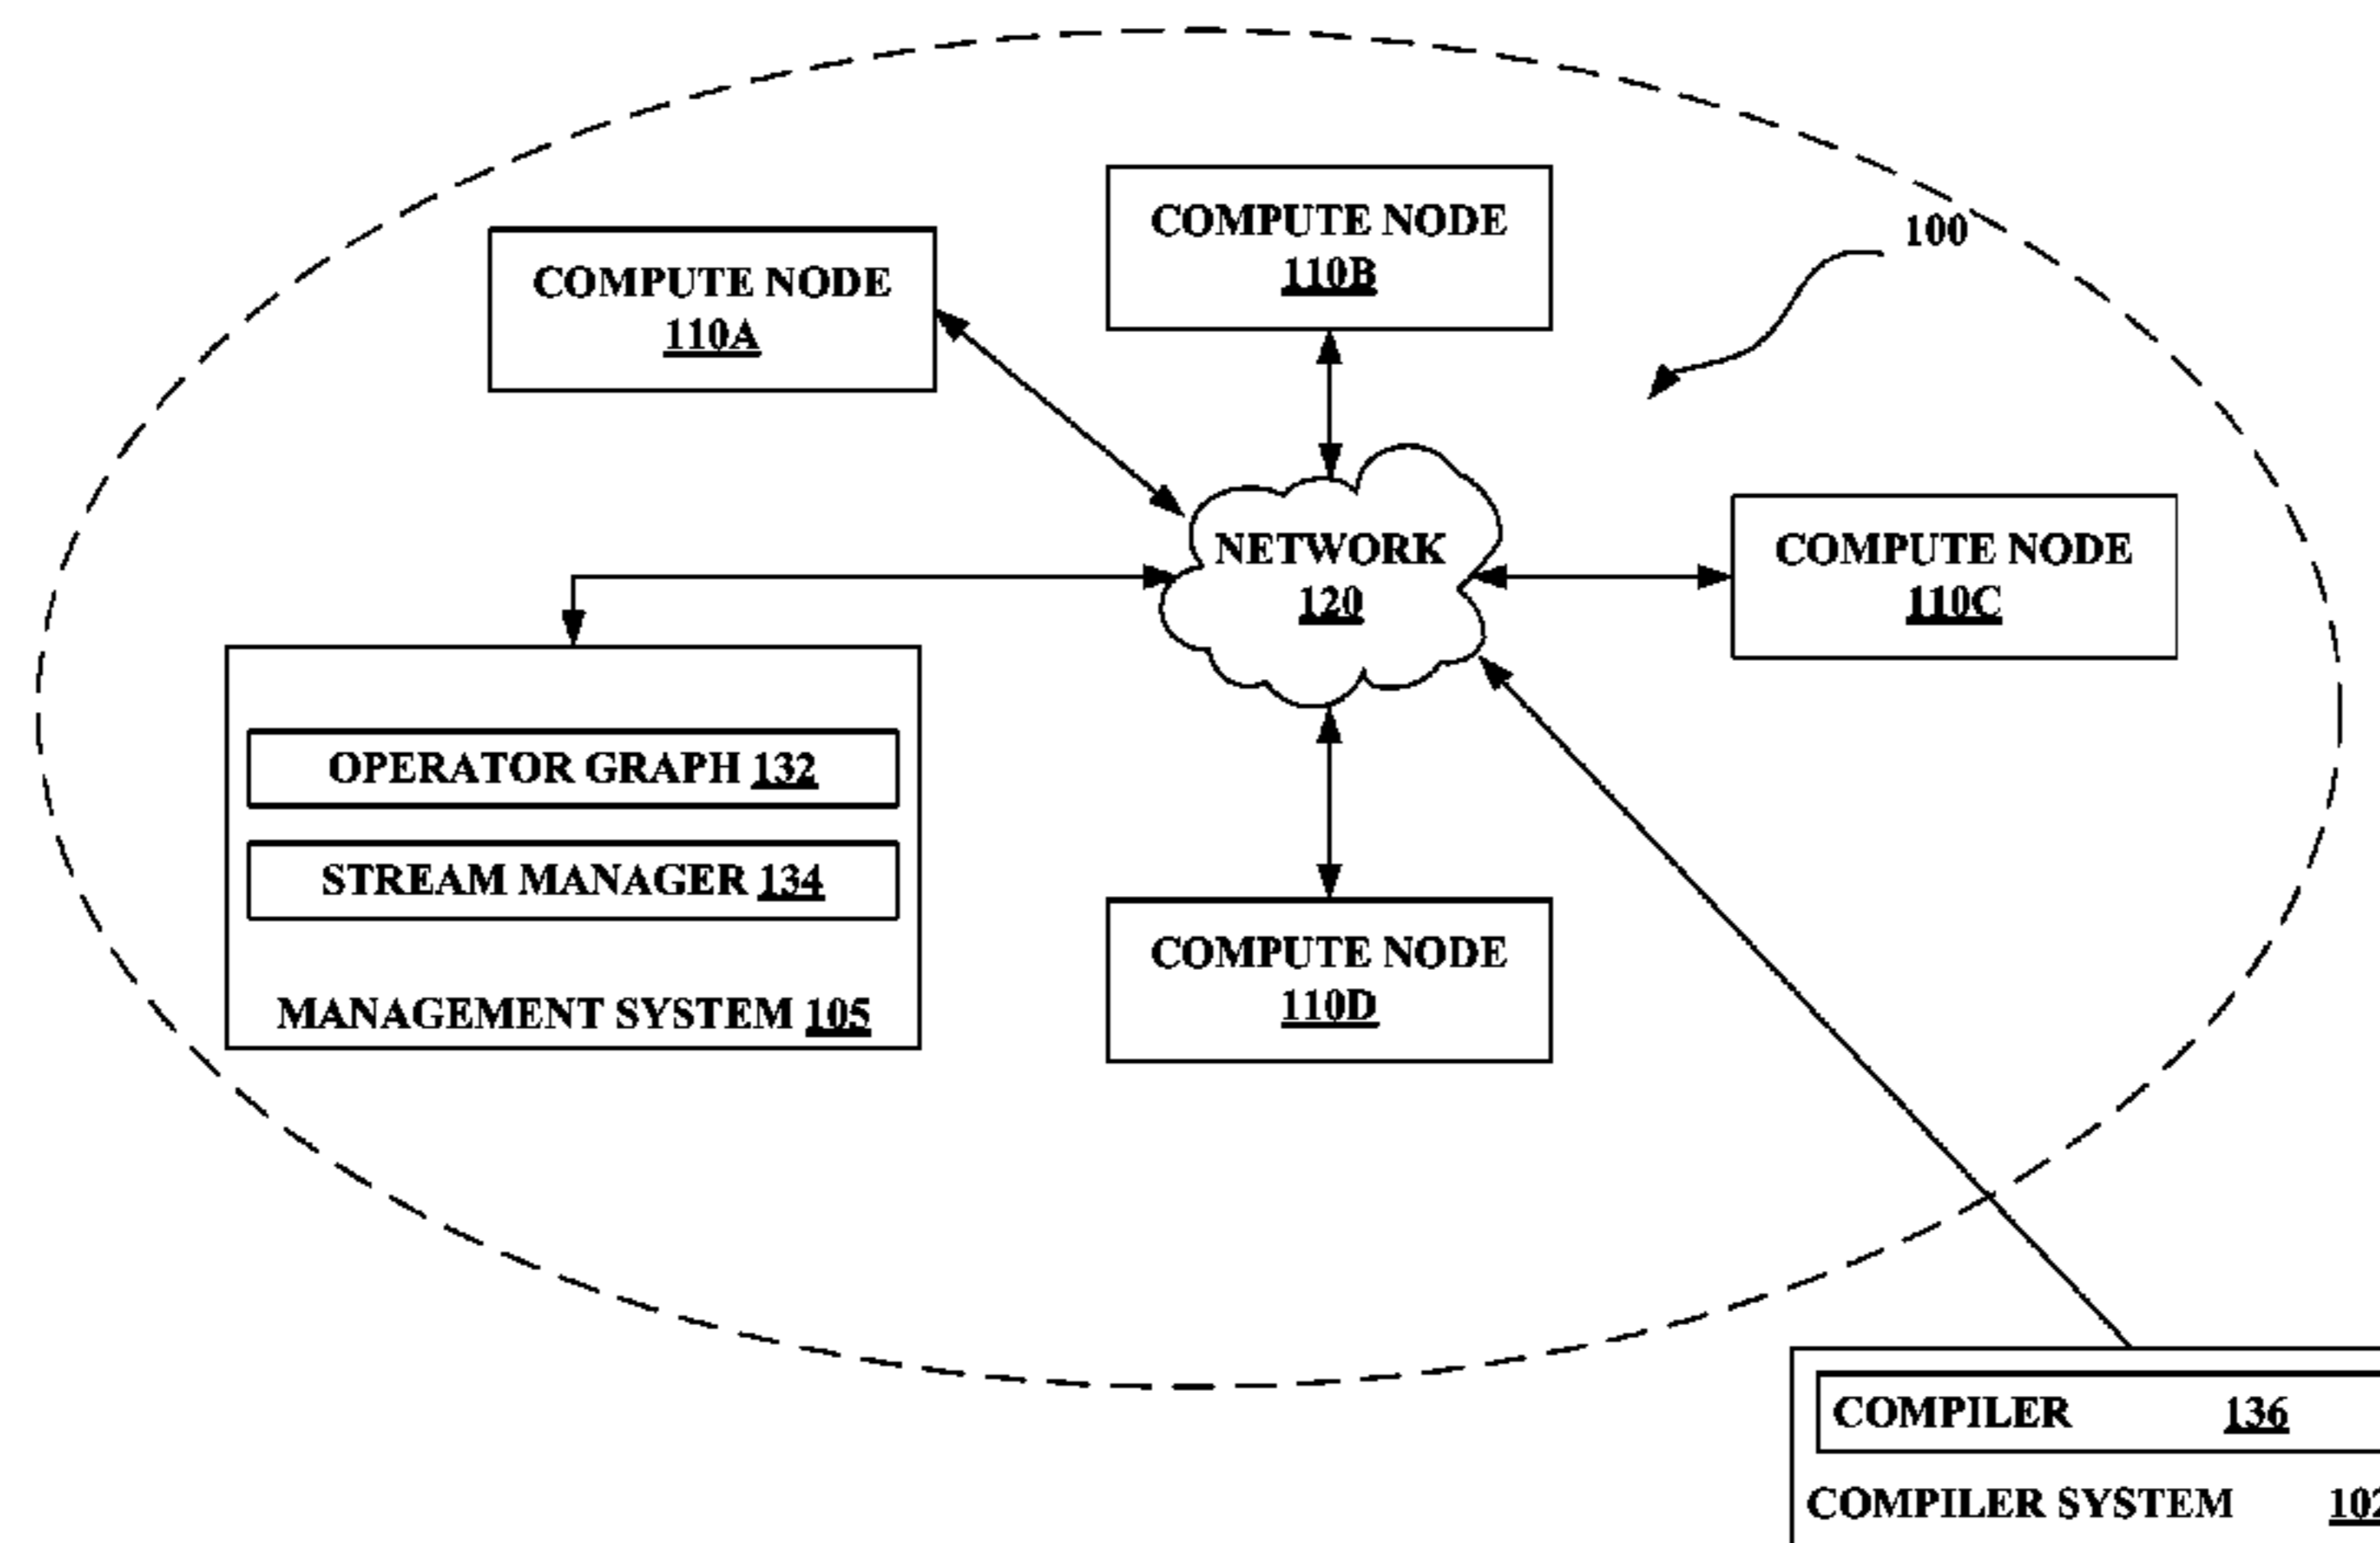 COMPUTE NODE
110B
100
COMPUTE NODE
110A
NETWORK
120
COMPUTE NODE
110C
OPERATOR GRAPH 132
STREAM MANAGER 134
MANAGEMENT SYSTEM 105
COMPUTE NODE
110D
COMPILER 136
COMPILER SYSTEM 102